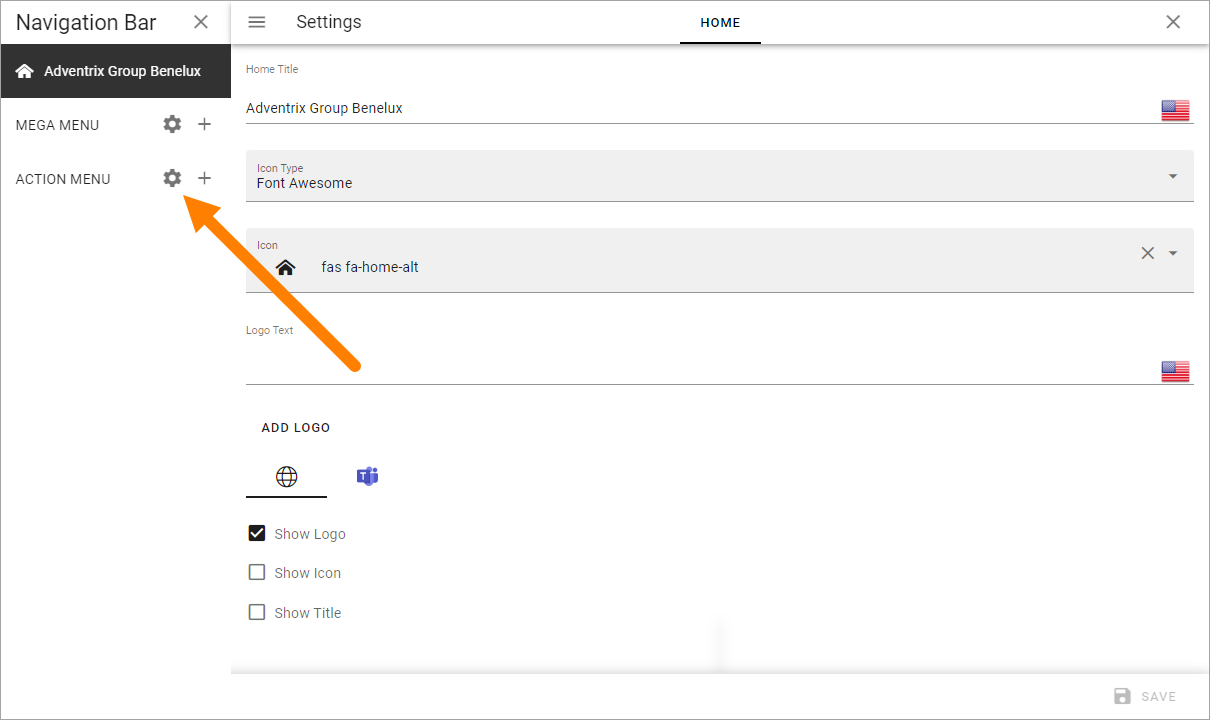 Navigation Bar
Settings
HOME
Adventrix Group Benelux
MEGA MENU
ACTION MENU
Home Title
Adventrix Group Benelux
Icon Type
Font Awesome
Icon
fas fa-home-alt
Logo Text
ADD LOGO
T
Show Logo
Show Icon
Show Title
SAVE